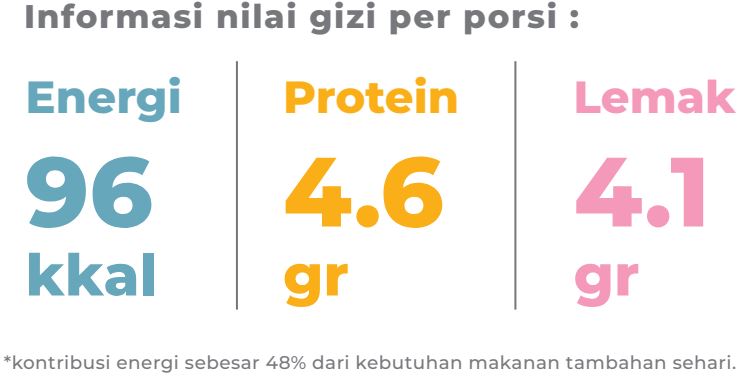 Informasi nilai gizi per porsi :
Energi
96
kkal
Protein
4.6
gr
Lemak
4.1
gr
*kontribusi energi sebesar 48% dari kebutuhan makanan tambahan sehari.